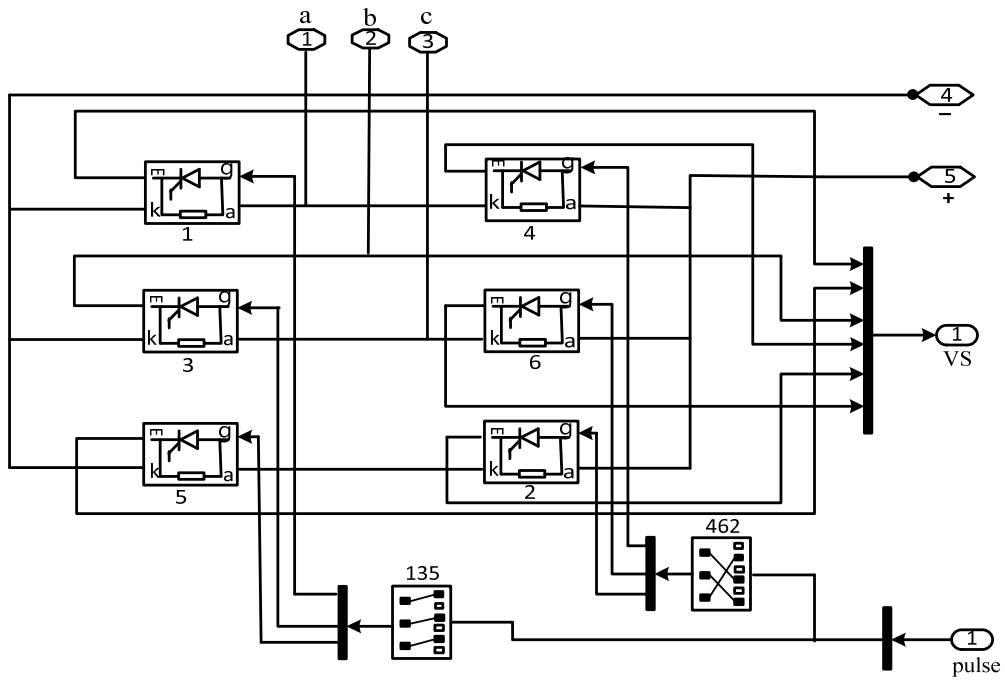 a b c
1 2 3
4
−
5
+
E g E g
k a k a
1 4
E g E g
k a k a
3 6
1
VS
E g E g
k a k a
5 2
462
135
1
pulse